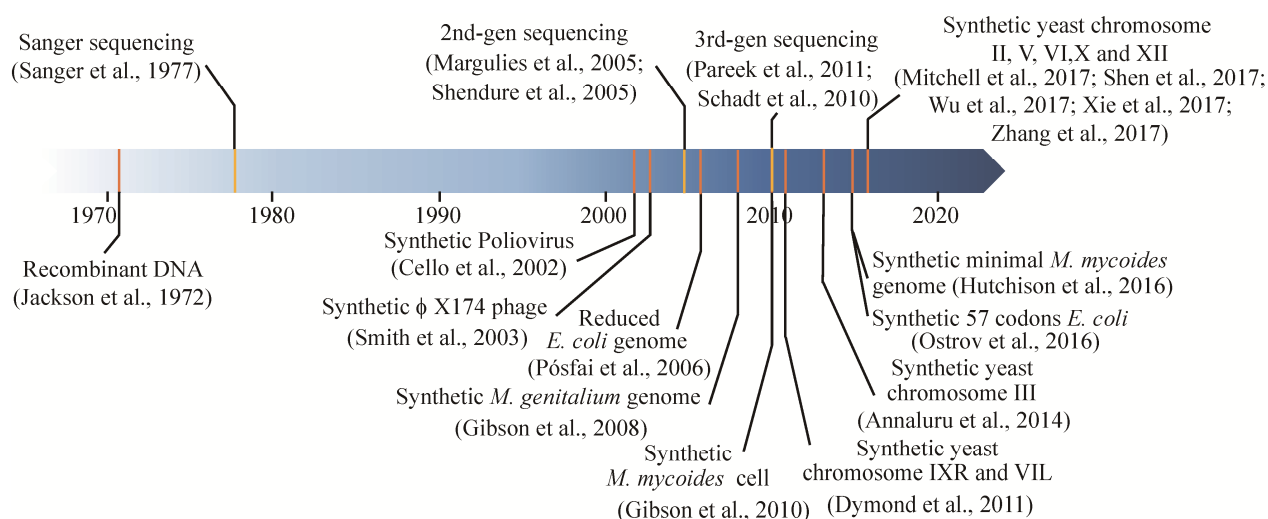 Sanger sequencing
(Sanger et al., 1977)
2nd-gen sequencing
(Margulies et al., 2005;
Shendure et al., 2005)
3rd-gen sequencing
(Pareek et al., 2011;
Schadt et al., 2010)
Synthetic yeast chromosome
II, V, VI,X and XII
(Mitchell et al., 2017; Shen et al., 2017;
Wu et al., 2017; Xie et al., 2017;
Zhang et al., 2017)
1970 1980 1990 2000 2010 2020
Recombinant DNA
(Jackson et al., 1972)
Synthetic Poliovirus
(Cello et al., 2002)
Synthetic ϕ X174 phage
(Smith et al., 2003)
Reduced
E. coli genome
(Pósfai et al., 2006)
Synthetic M. genitalium genome
(Gibson et al., 2008)
Synthetic
M. mycoides cell
(Gibson et al., 2010)
Synthetic yeast
chromosome IXR and VIL
(Dymond et al., 2011)
Synthetic yeast
chromosome III
(Annaluru et al., 2014)
Synthetic minimal M. mycoides
genome (Hutchison et al., 2016)
Synthetic 57 codons E. coli
(Ostrov et al., 2016)